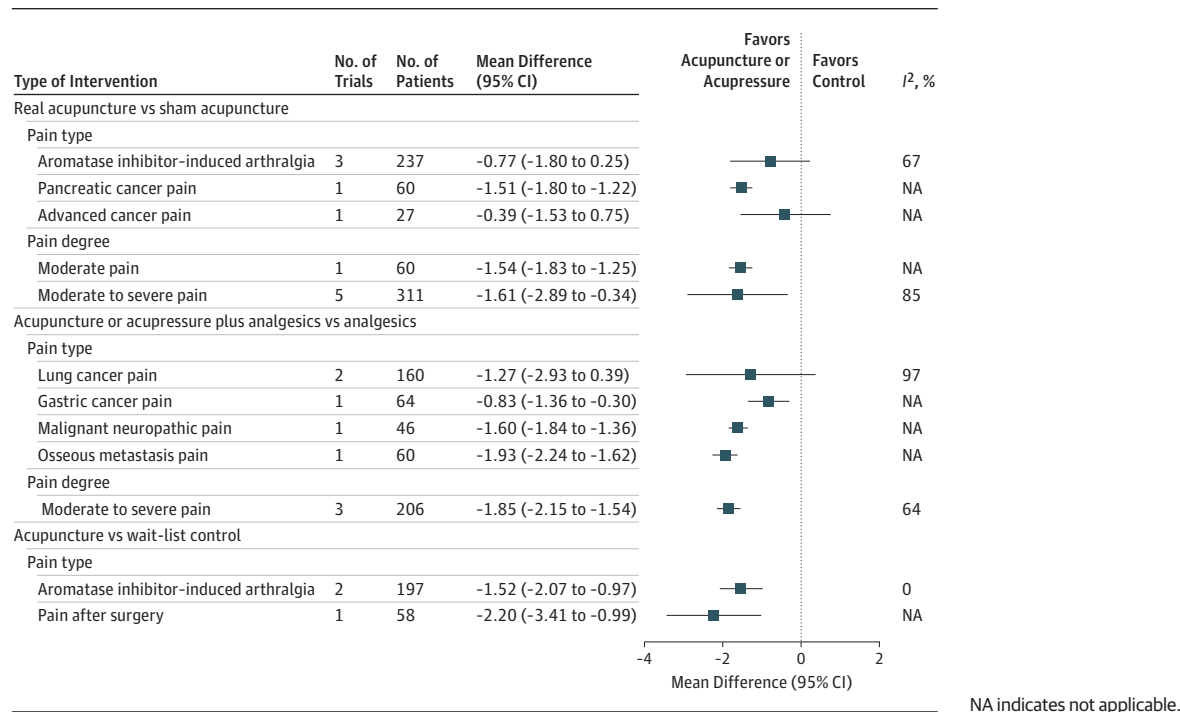 Type of Intervention No. of Trials No. of Patients Mean Difference (95% CI) Favors Acupuncture or Acupressure Favors Control I², %
Real acupuncture vs sham acupuncture
Pain type
Aromatase inhibitor-induced arthralgia 3 237 -0.77 (-1.80 to 0.25) 67
Pancreatic cancer pain 1 60 -1.51 (-1.80 to -1.22) NA
Advanced cancer pain 1 27 -0.39 (-1.53 to 0.75) NA
Pain degree
Moderate pain 1 60 -1.54 (-1.83 to -1.25) NA
Moderate to severe pain 5 311 -1.61 (-2.89 to -0.34) 85
Acupuncture or acupressure plus analgesics vs analgesics
Pain type
Lung cancer pain 2 160 -1.27 (-2.93 to 0.39) 97
Gastric cancer pain 1 64 -0.83 (-1.36 to -0.30) NA
Malignant neuropathic pain 1 46 -1.60 (-1.84 to -1.36) NA
Osseous metastasis pain 1 60 -1.93 (-2.24 to -1.62) NA
Pain degree
Moderate to severe pain 3 206 -1.85 (-2.15 to -1.54) 64
Acupuncture vs wait-list control
Pain type
Aromatase inhibitor-induced arthralgia 2 197 -1.52 (-2.07 to -0.97) 0
Pain after surgery 1 58 -2.20 (-3.41 to -0.99) NA
-4 -2 0 2
Mean Difference (95% CI)
NA indicates not applicable.